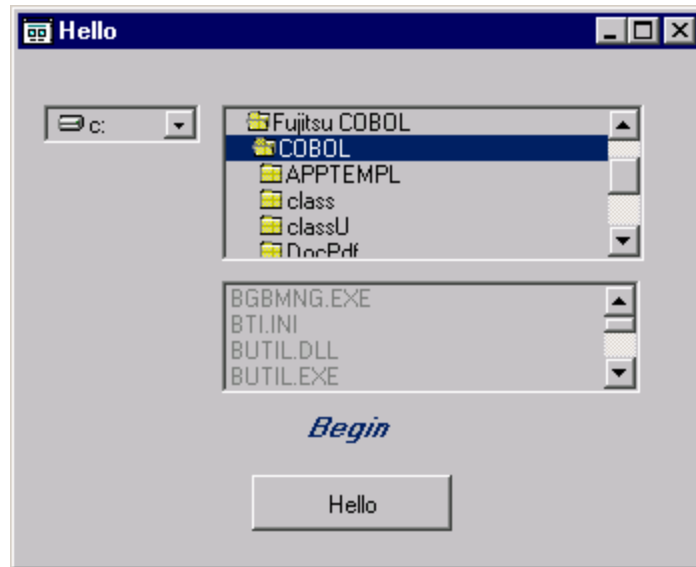 Hello
c:
Fujitsu COBOL
COBOL
APPTEMPL
class
classU
DocPdf
BGBMNG.EXE
BTI.INI
BUTIL.DLL
BUTIL.EXE
Begin
Hello